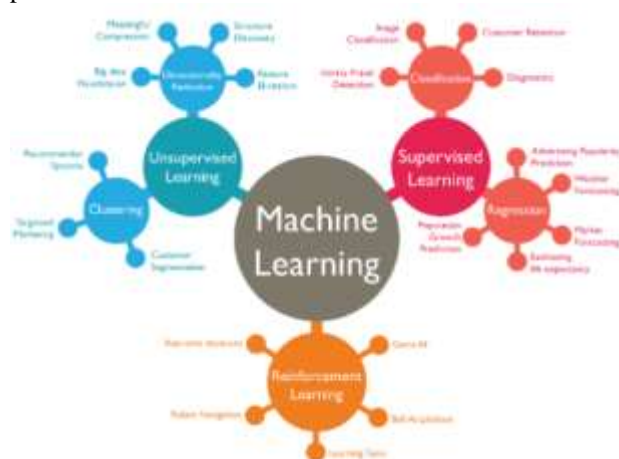 Meaningful
Compression
Structure
Discovery
Big data
Visualisation
Dimensionality
Reduction
Feature
Elicitation
Image
Classification
Customer Retention
Identity Fraud
Detection
Classification
Diagnostics
Recommender
Systems
Unsupervised
Learning
Supervised
Learning
Advertising Popularity
Prediction
Weather
Forecasting
Clustering
Targeted
Marketing
Customer
Segmentation
Machine
Learning
Regression
Population
Growth
Prediction
Market
Forecasting
Estimating
life expectancy
Real-time decisions
Game AI
Reinforcement
Learning
Robot Navigation
Skill Acquisition
Learning Tasks